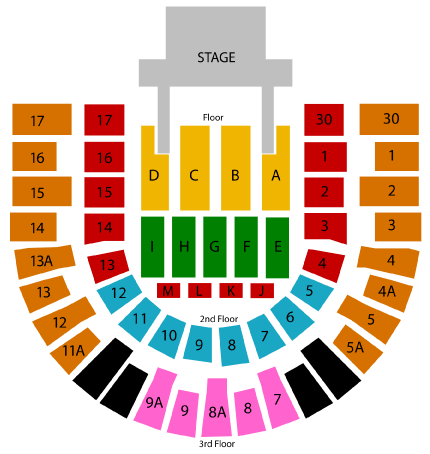 STAGE
Floor
17 17 30 30
16 16 1 1
D C B A
15 15 2 2
14 14 3 3
I H G F E
13A 13 4 4
M L K J
13 12 5 4A
12 11 6 5
2nd Floor
10 9 8 7
11A 5A
9A 9 8A 8 7
3rd Floor